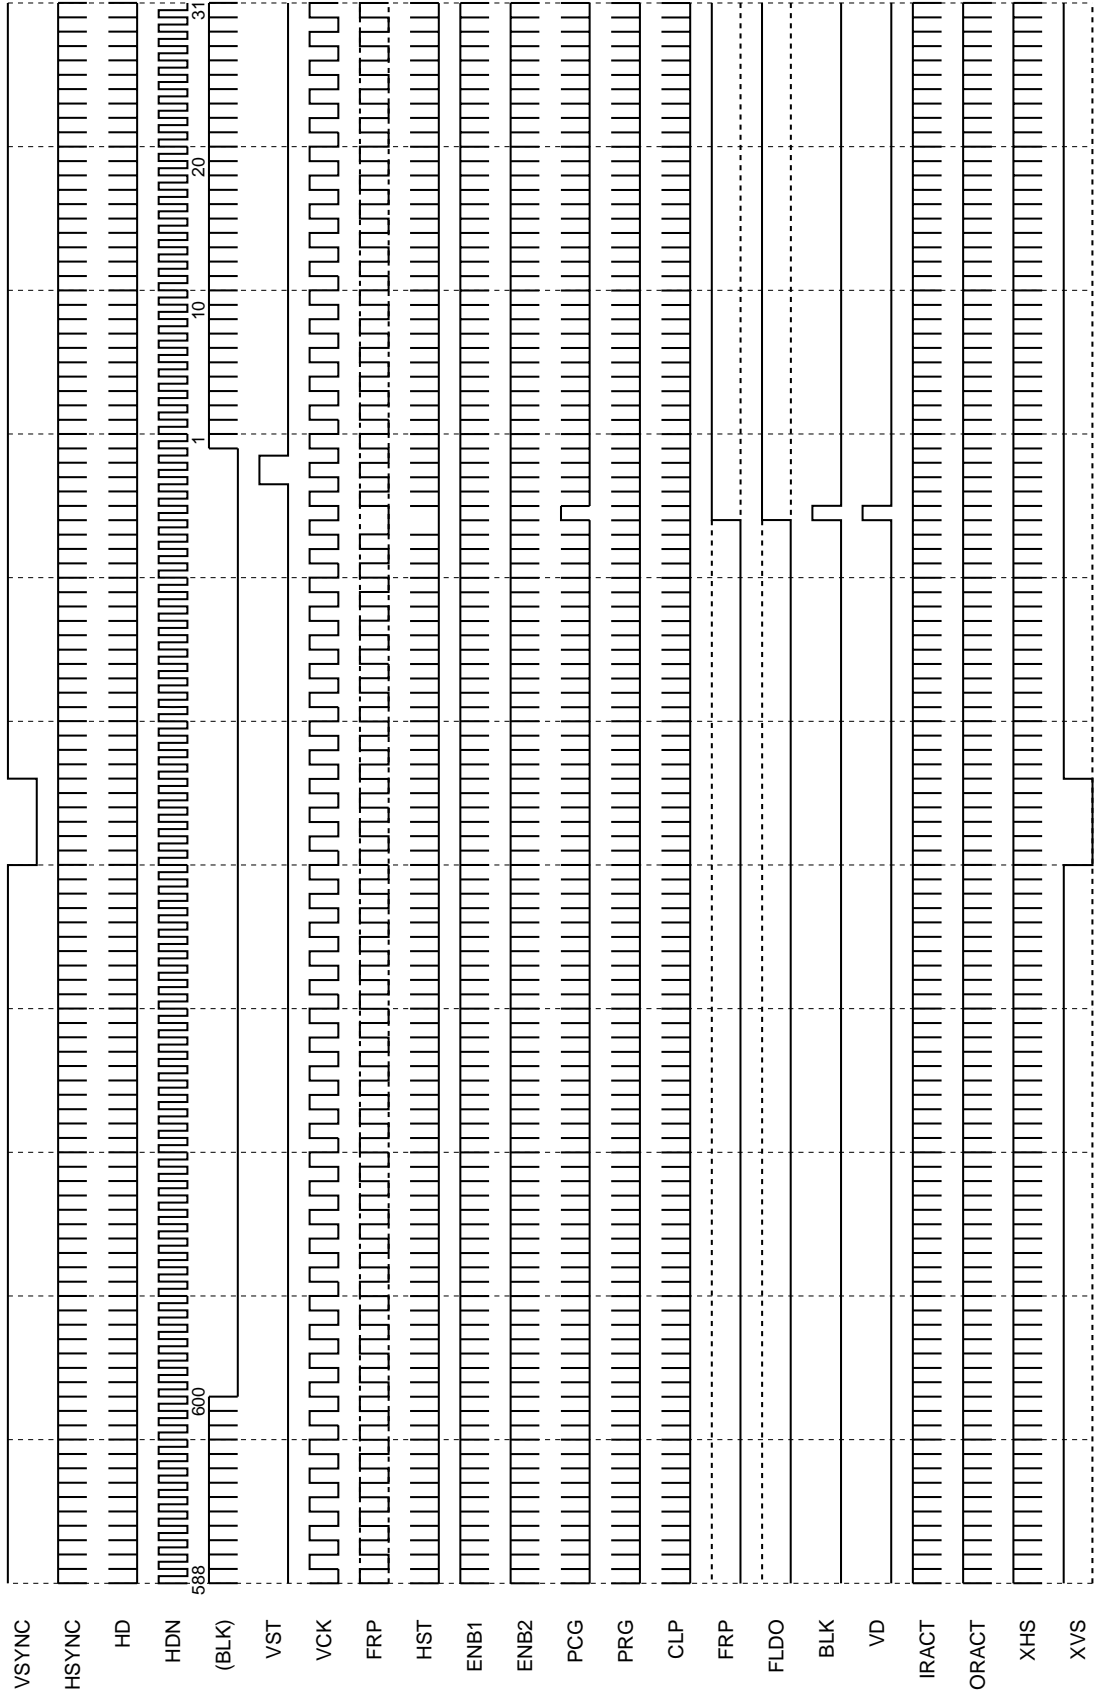 VSYNC
HSYNC
HD
HDN
588
600
1
10
20
31
(BLK)
VST
VCK
FRP
HST
ENB1
ENB2
PCG
PRG
CLP
FRP
FLDO
BLK
VD
IRACT
ORACT
XHS
XVS